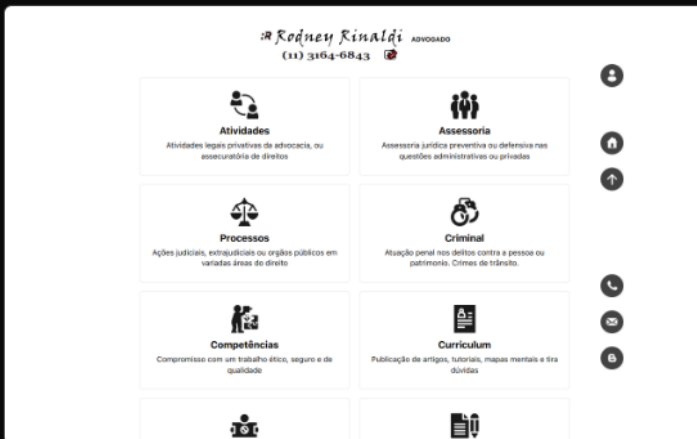 :R Rodney Rinaldi ADVOGADO
(11) 3164-6843
Atividades
Atividades legais privativas da advocacia, ou
assecuratória de direitos
Assessoria
Assessoria jurídica preventiva ou defensiva nas
questões administrativas ou privadas
Processos
Ações judiciais, extrajudiciais ou orgãos públicos em
variadas áreas do direito
Criminal
Atuação penal nos delitos contra a pessoa ou
patrimonio. Crimes de trânsito.
Competências
Compromisso com um trabalho ético, seguro e de
qualidade
Curriculum
Publicação de artigos, tutoriais, mapas mentais e tira
dúvidas